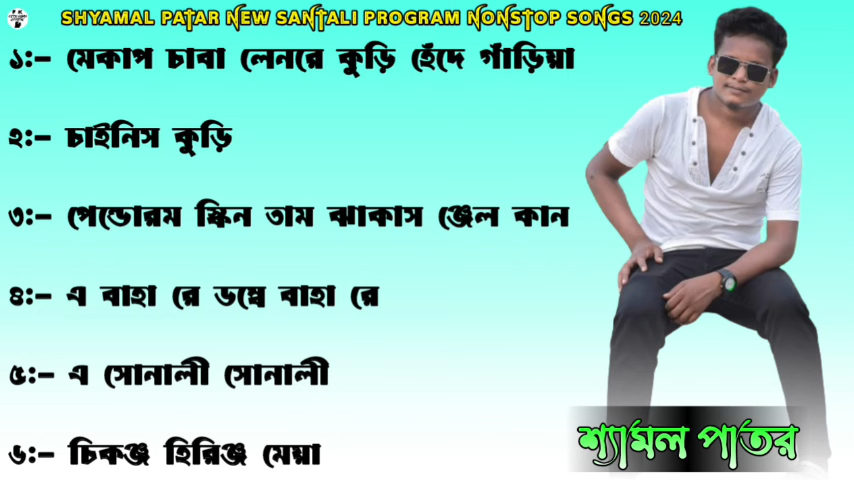 SHYAMAL PATAR NEW SANTALI PROGRAM NONSTOP SONGS 2024
১:– মেকাপ চাবা লেনরে কুড়ি হেঁদে গাঁড়িয়া
২:– চাইনিস কুড়ি
৩:– পেন্ডোরম স্কিন তাম ঝাকাস ঞেল কান
৪:– এ বাহা রে ডম্বে বাহা রে
৫:– এ সোনালী সোনালী
৬:– চিকঞ্জ হিরিঞ্জ মেয়া
শ্যামল পাতর